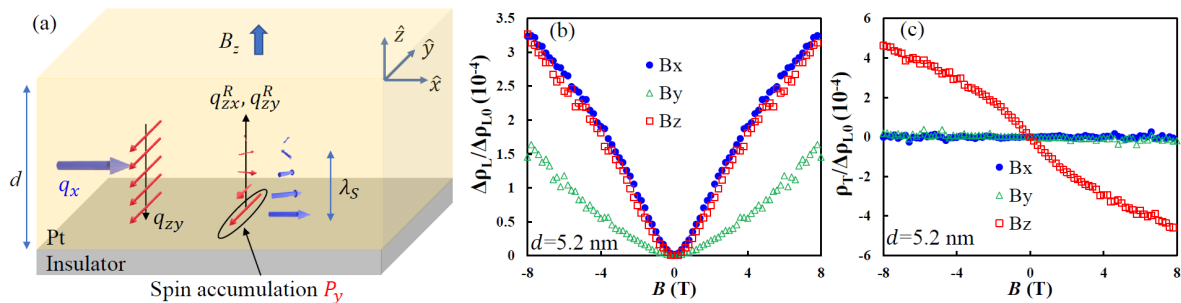 (a)
B_z
ẑ
ŷ
x̂
q^R_zx, q^R_zy
d
q_x
q_zy
λ_S
Pt
Insulator
Spin accumulation P_y
(b)
Δρ_L/Δρ_L0 (10⁻⁴)
3.5
3
2.5
2
1.5
1
0.5
0
Bx
By
Bz
d=5.2 nm
-8 -4 0 4 8
B (T)
(c)
ρ_T/Δρ_L0 (10⁻⁴)
6
4
2
0
-2
-4
-6
Bx
By
Bz
d=5.2 nm
-8 -4 0 4 8
B (T)